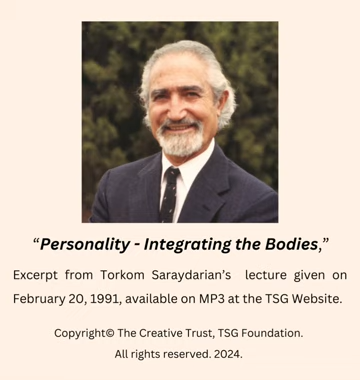 “Personality - Integrating the Bodies,”
Excerpt from Torkom Saraydarian’s lecture given on
February 20, 1991, available on MP3 at the TSG Website.
Copyright© The Creative Trust, TSG Foundation.
All rights reserved. 2024.